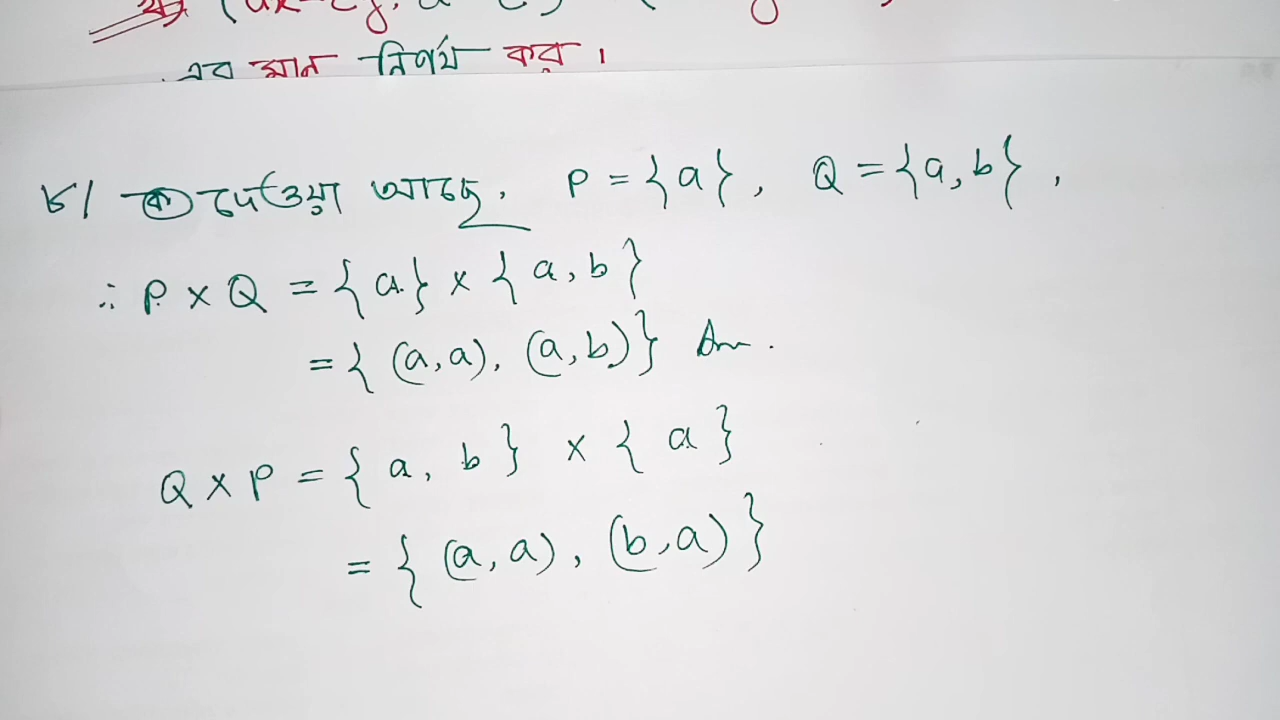 এর মান নির্ণয় কর ।
৮| ক দেওয়া আছে, P = {a}, Q = {a, b},
∴ P × Q = {a} × {a, b}
= {(a, a), (a, b)} Ans.
Q × P = {a, b} × {a}
= {(a, a), (b, a)}